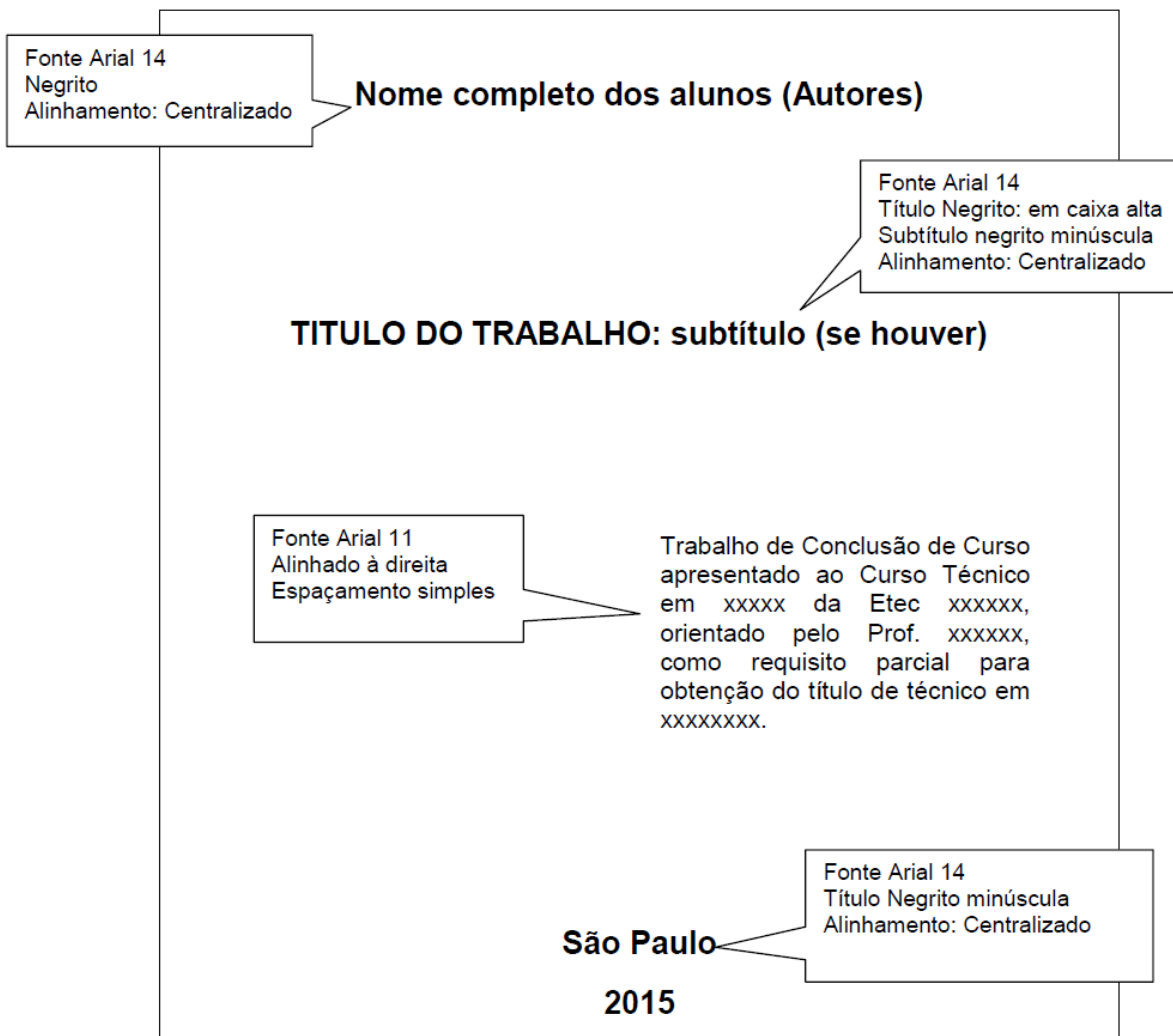 Fonte Arial 14
Negrito
Alinhamento: Centralizado
Nome completo dos alunos (Autores)
Fonte Arial 14
Título Negrito: em caixa alta
Subtítulo negrito minúscula
Alinhamento: Centralizado
TITULO DO TRABALHO: subtítulo (se houver)
Fonte Arial 11
Alinhado à direita
Espaçamento simples
Trabalho de Conclusão de Curso
apresentado ao Curso Técnico
em xxxxx da Etec xxxxxx,
orientado pelo Prof. xxxxxx,
como requisito parcial para
obtenção do título de técnico em
xxxxxxxx.
Fonte Arial 14
Título Negrito minúscula
Alinhamento: Centralizado
São Paulo
2015